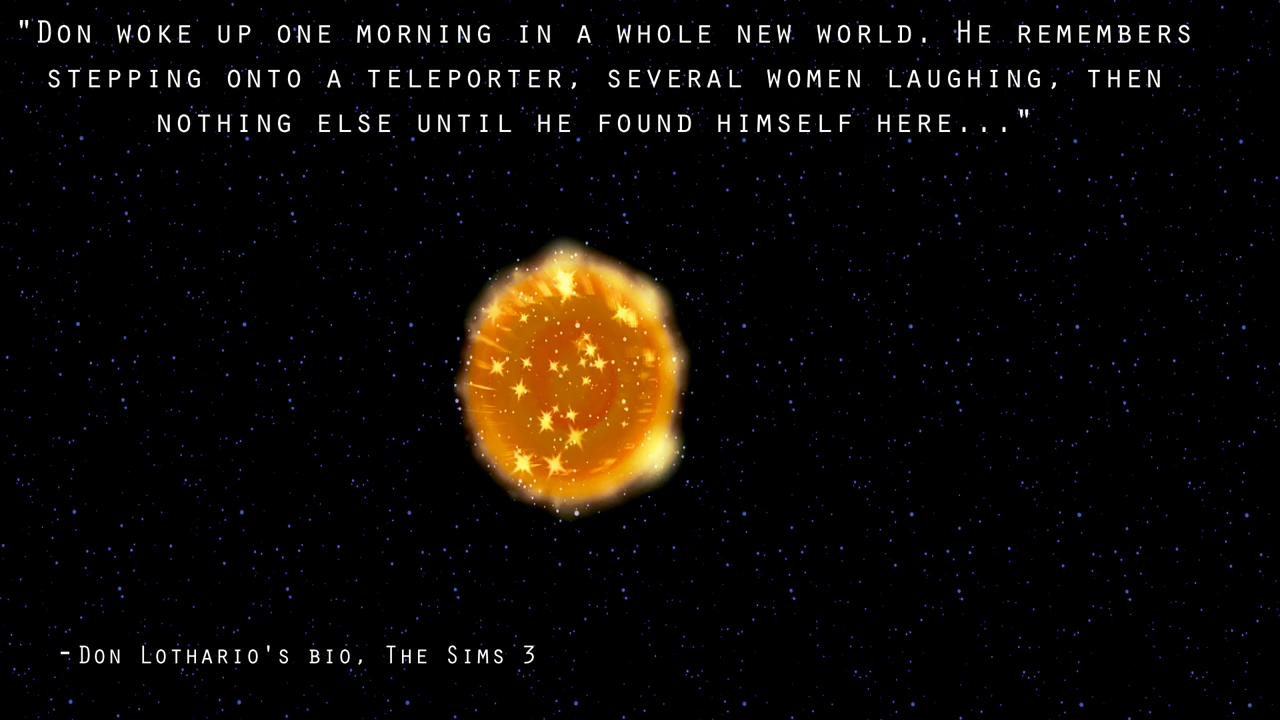 "Don woke up one morning in a whole new world. He remembers
stepping onto a teleporter, several women laughing, then
nothing else until he found himself here..."
-Don Lothario's bio, The Sims 3